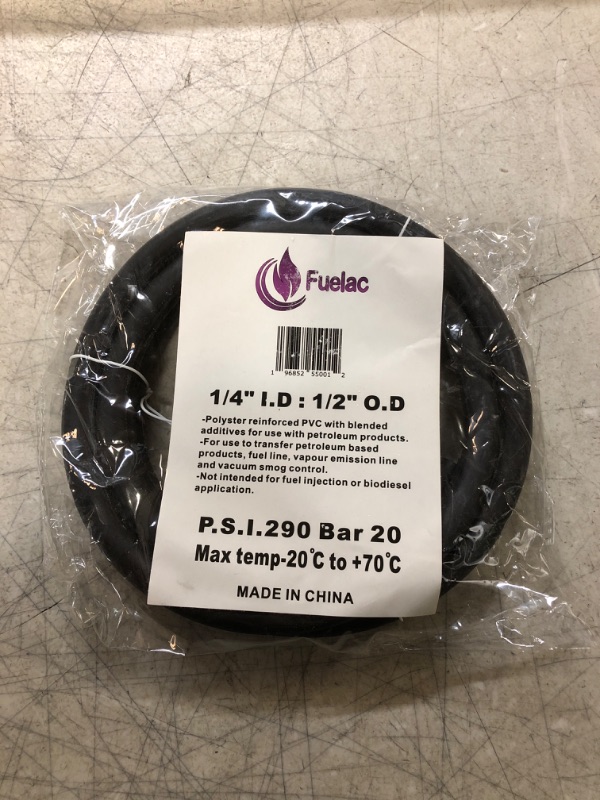 Fuelac
1 96852 55001 2
1/4" I.D : 1/2" O.D
-Polyster reinforced PVC with blended
additives for use with petroleum products.
-For use to transfer petroleum based
products, fuel line, vapour emission line
and vacuum smog control.
-Not intended for fuel injection or biodiesel
application.
P.S.I.290 Bar 20
Max temp-20℃ to +70℃
MADE IN CHINA